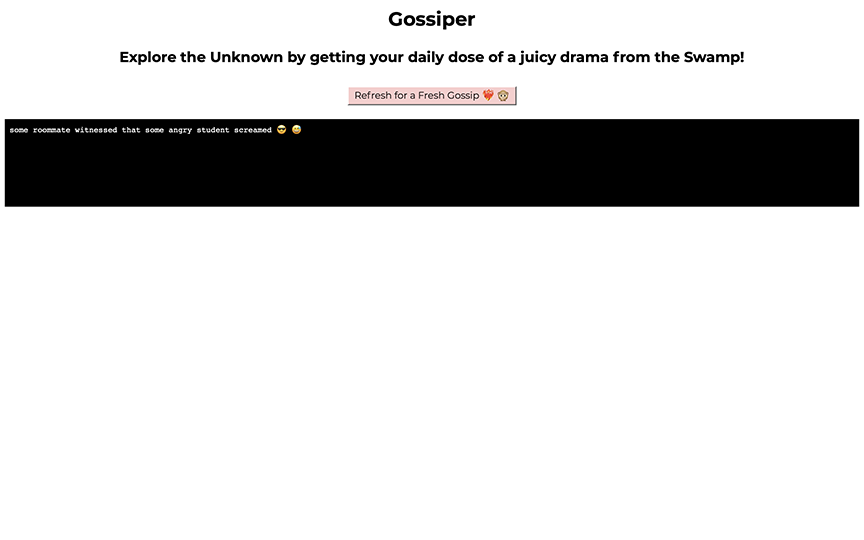 Gossiper
Explore the Unknown by getting your daily dose of a juicy drama from the Swamp!
Refresh for a Fresh Gossip ❤️‍🔥 🙊
some roommate witnessed that some angry student screamed 😎 😅